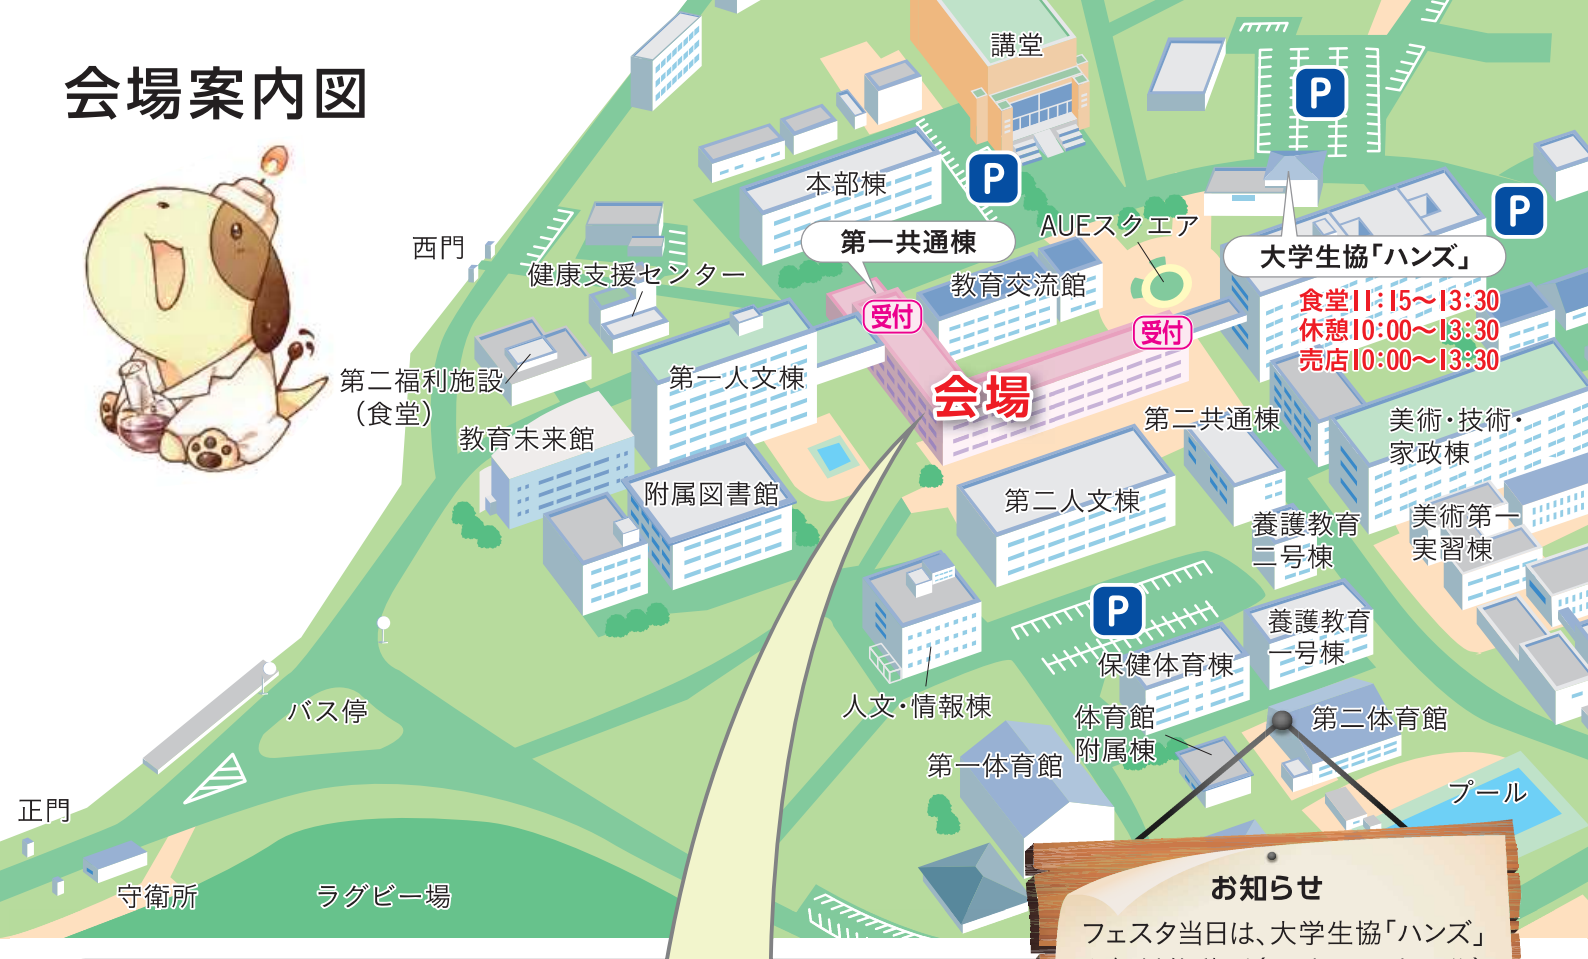 会場案内図
講堂
P
本部棟
P
P
第一共通棟
AUEスクエア
西門
健康支援センター
教育交流館
大学生協「ハンズ」
食堂11:15～13:30
休憩10:00～13:30
売店10:00～13:30
受付
受付
第二福利施設
（食堂）
第一人文棟
会場
第二共通棟
美術・技術・
家政棟
教育未来館
附属図書館
第二人文棟
養護教育
二号棟
美術第一
実習棟
P
養護教育
一号棟
保健体育棟
人文・情報棟
体育館
附属棟
第二体育館
バス停
第一体育館
プール
正門
守衛所
ラグビー場
お知らせ
フェスタ当日は、大学生協「ハンズ」